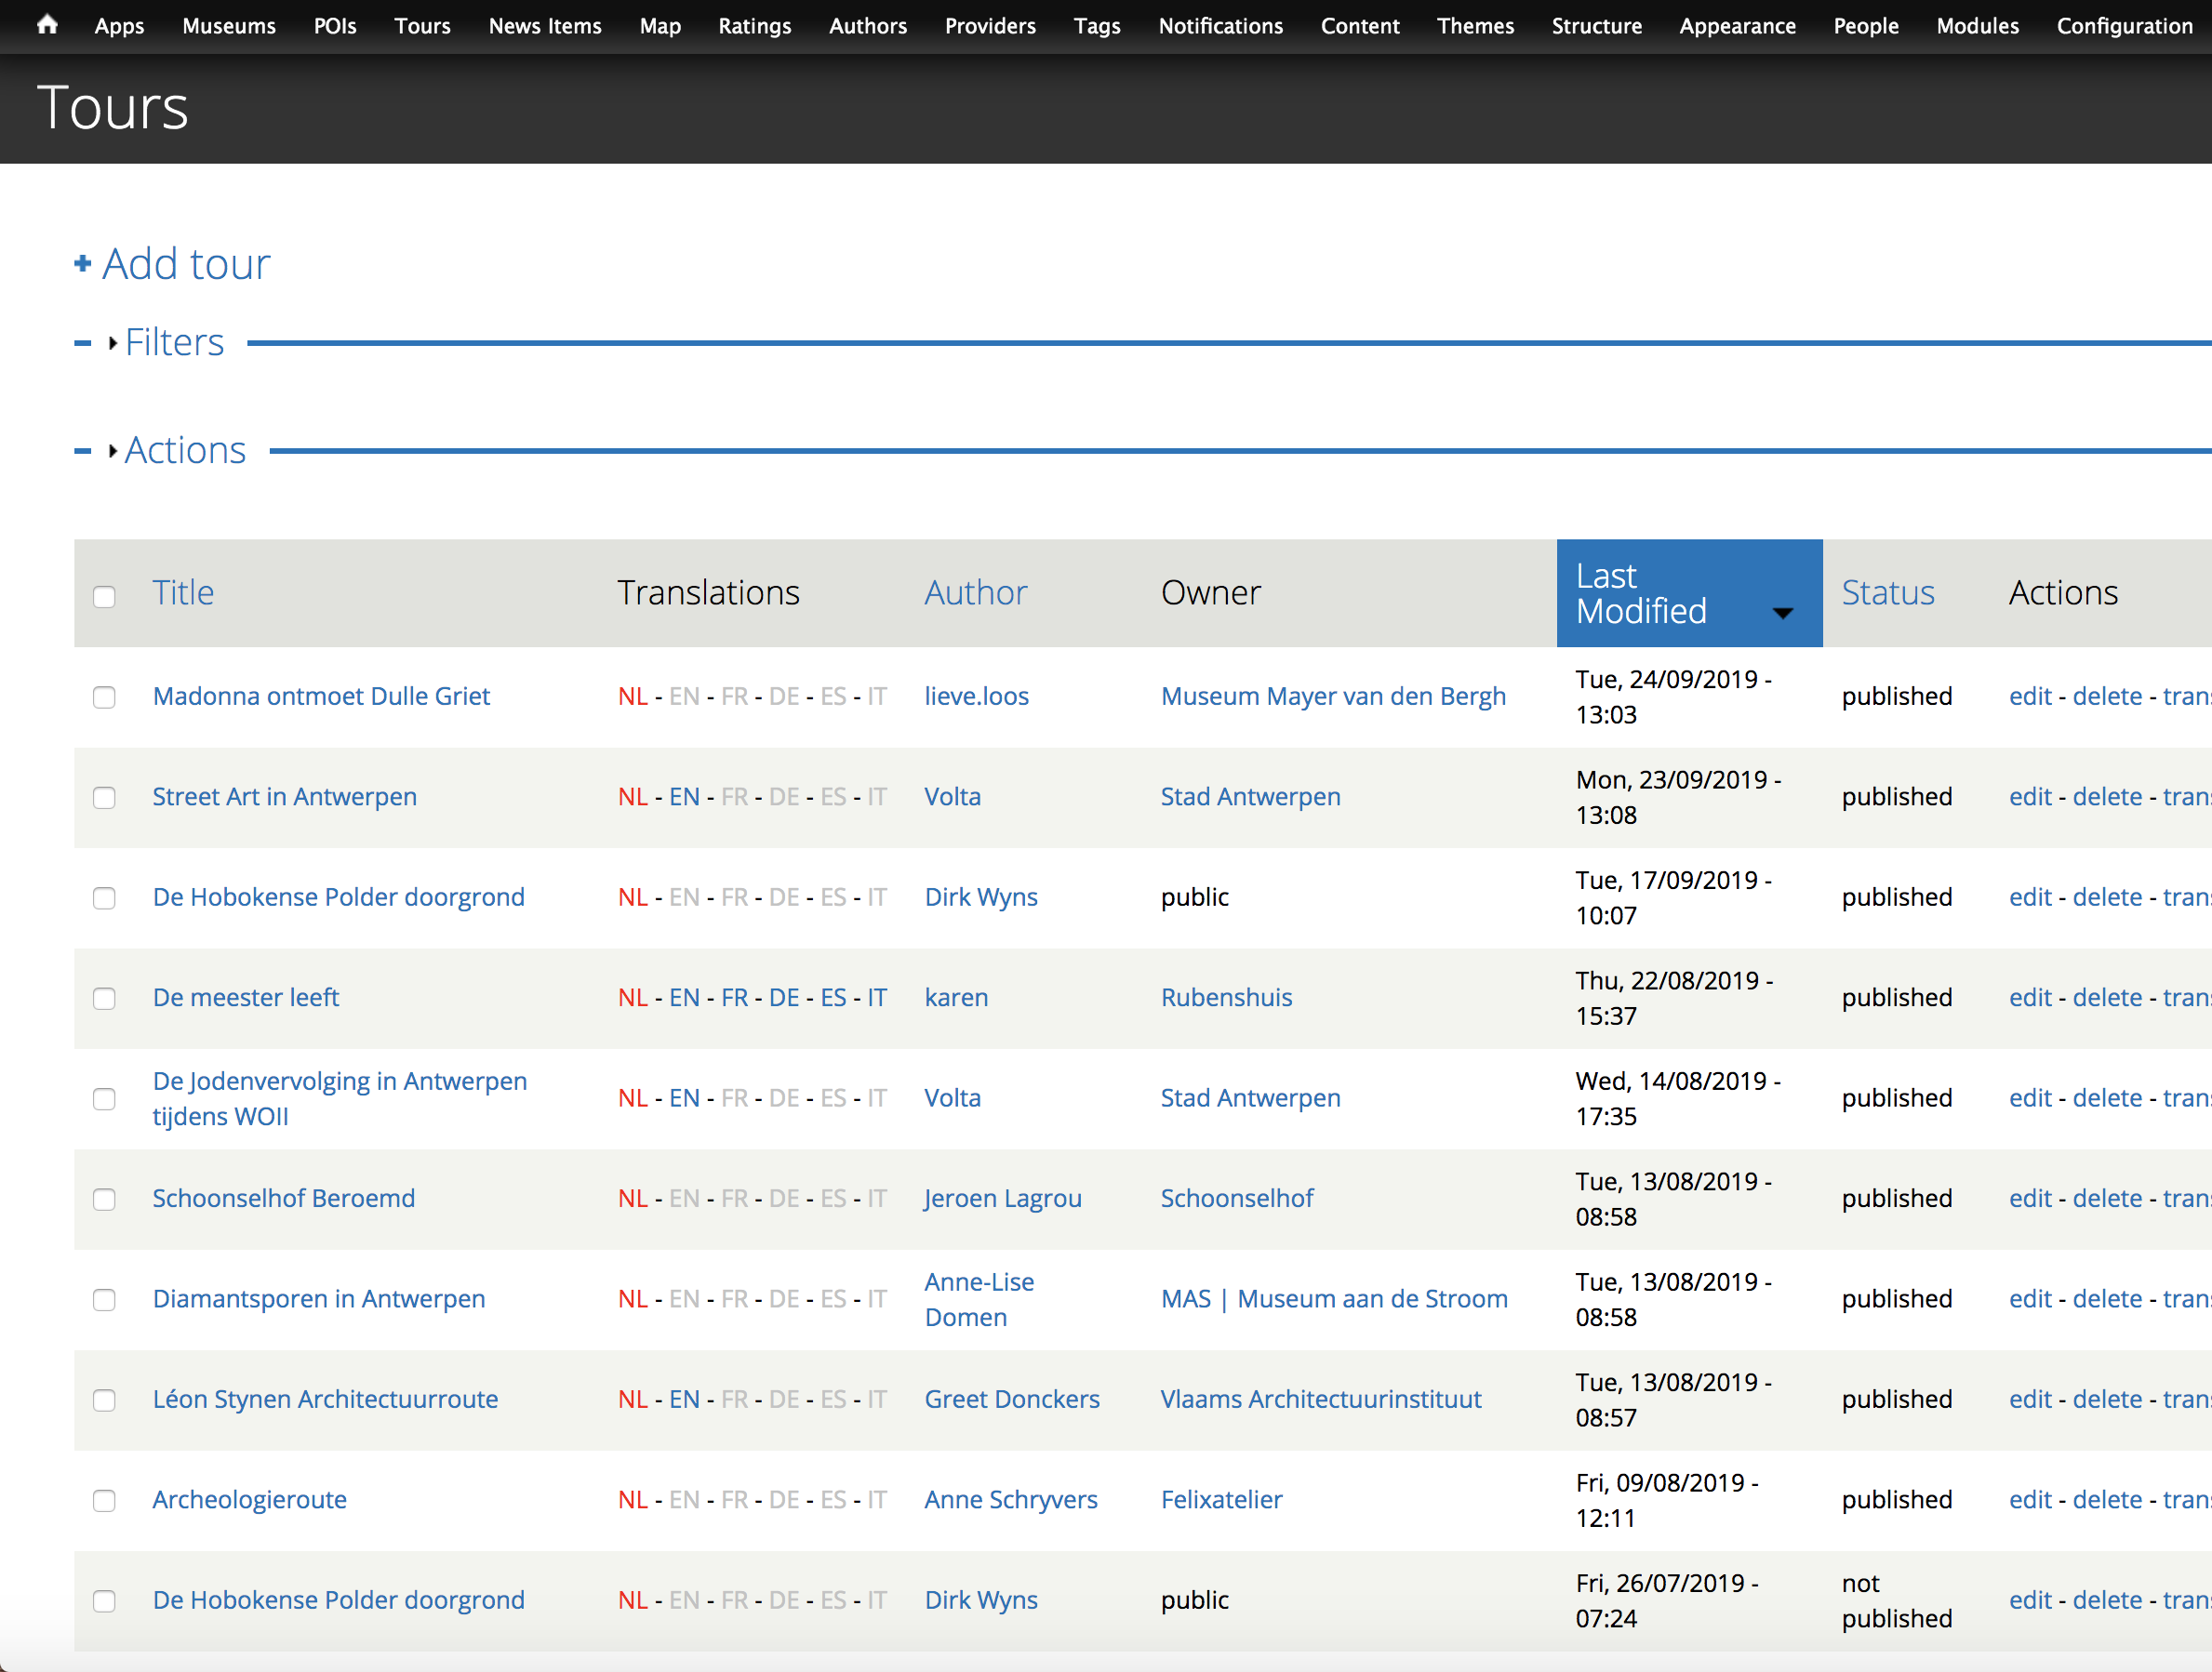 Apps Museums POIs Tours News Items Map Ratings Authors Providers Tags Notifications Content Themes Structure Appearance People Modules Configuration
Tours
Add tour
Filters
Actions
Title Translations Author Owner Last Modified Status Actions
Madonna ontmoet Dulle Griet NL - EN - FR - DE - ES - IT lieve.loos Museum Mayer van den Bergh Tue, 24/09/2019 - 13:03 published edit - delete -
Street Art in Antwerpen NL - EN - FR - DE - ES - IT Volta Stad Antwerpen Mon, 23/09/2019 - 13:08 published edit - delete -
De Hobokense Polder doorgrond NL - EN - FR - DE - ES - IT Dirk Wyns public Tue, 17/09/2019 - 10:07 published edit - delete -
De meester leeft NL - EN - FR - DE - ES - IT karen Rubenshuis Thu, 22/08/2019 - 15:37 published edit - delete -
De Jodenvervolging in Antwerpen tijdens WOII NL - EN - FR - DE - ES - IT Volta Stad Antwerpen Wed, 14/08/2019 - 17:35 published edit - delete -
Schoonselhof Beroemd NL - EN - FR - DE - ES - IT Jeroen Lagrou Schoonselhof Tue, 13/08/2019 - 08:58 published edit - delete -
Diamantsporen in Antwerpen NL - EN - FR - DE - ES - IT Anne-Lise Domen MAS | Museum aan de Stroom Tue, 13/08/2019 - 08:58 published edit - delete -
Léon Stynen Architectuurroute NL - EN - FR - DE - ES - IT Greet Donckers Vlaams Architectuurinstituut Tue, 13/08/2019 - 08:57 published edit - delete -
Archeologieroute NL - EN - FR - DE - ES - IT Anne Schryvers Felixatelier Fri, 09/08/2019 - 12:11 published edit - delete -
De Hobokense Polder doorgrond NL - EN - FR - DE - ES - IT Dirk Wyns public Fri, 26/07/2019 - 07:24 not published edit - delete -